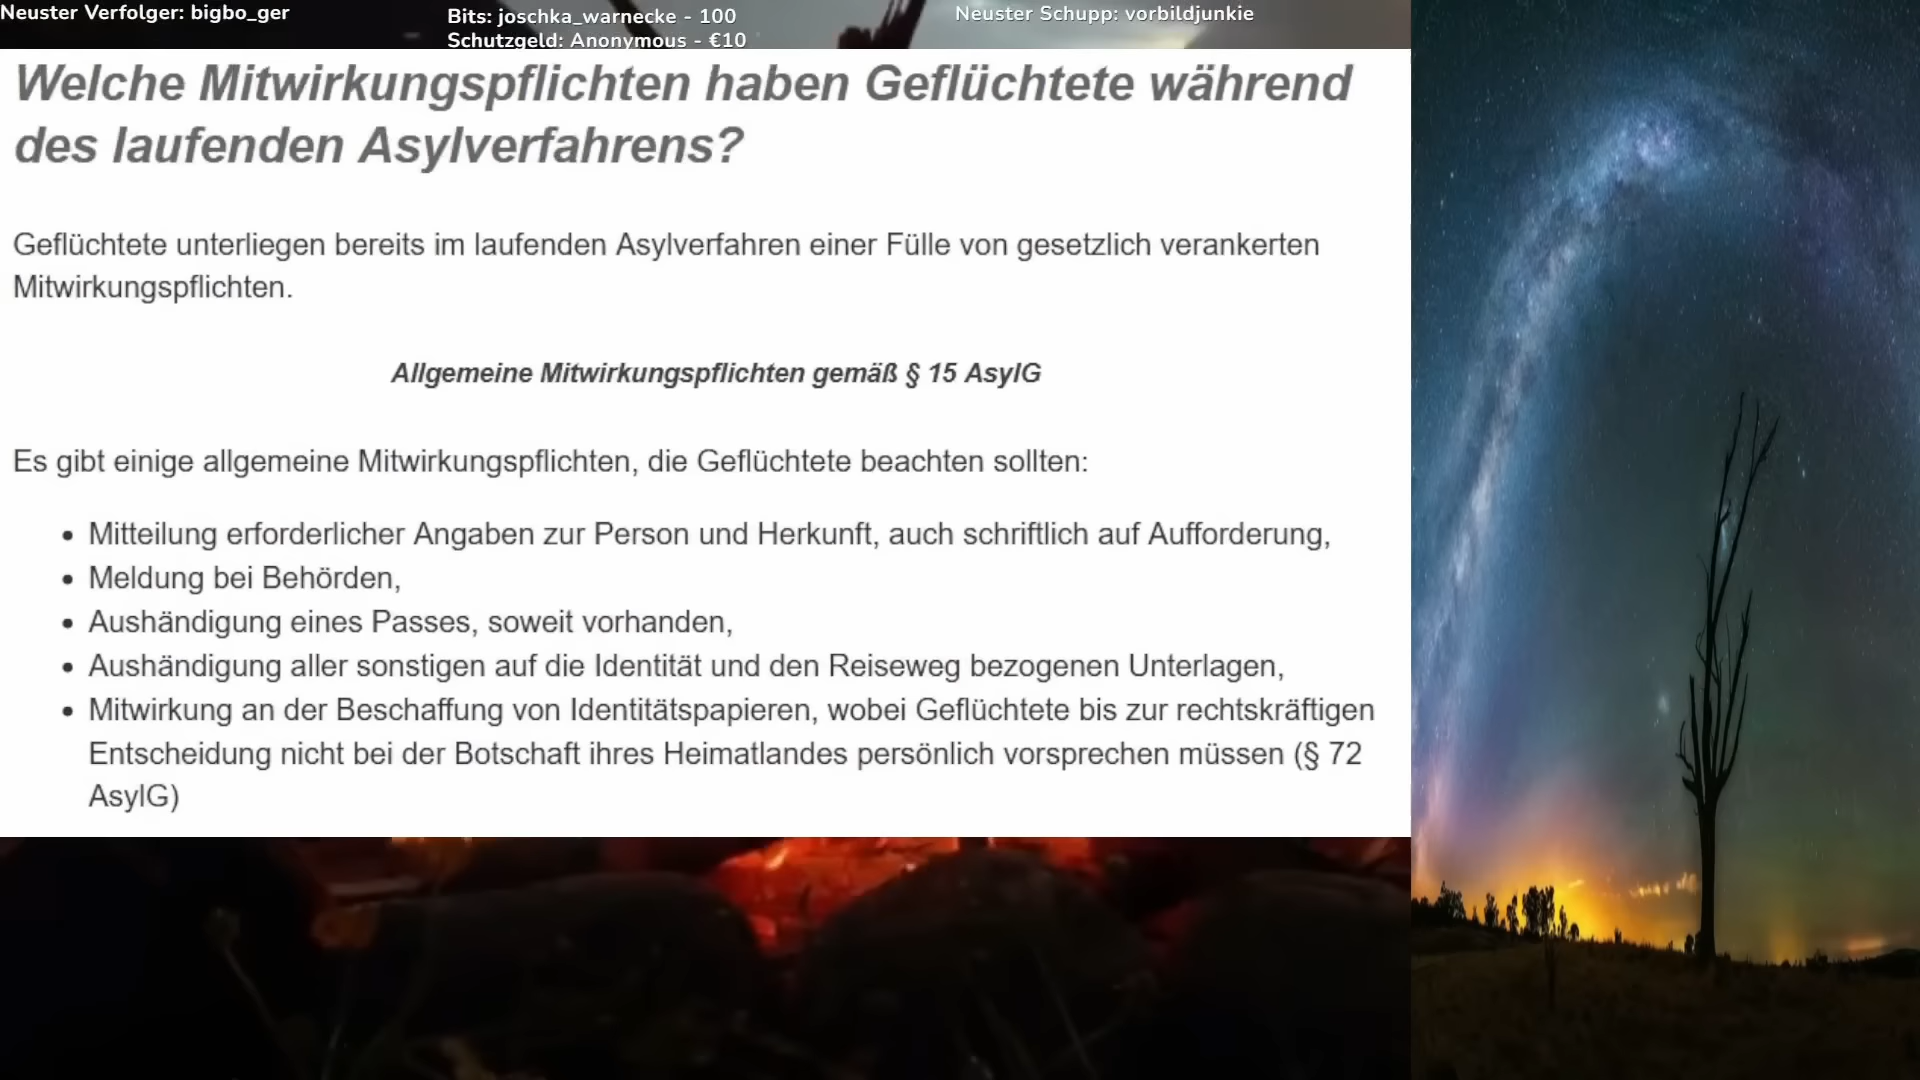 Neuster Verfolger: bigbo_ger
Bits: joschka_warnecke - 100
Schutzgeld: Anonymous - €10
Neuster Schupp: vorbildjunkie
Welche Mitwirkungspflichten haben Geflüchtete während
des laufenden Asylverfahrens?
Geflüchtete unterliegen bereits im laufenden Asylverfahren einer Fülle von gesetzlich verankerten
Mitwirkungspflichten.
Allgemeine Mitwirkungspflichten gemäß § 15 AsylG
Es gibt einige allgemeine Mitwirkungspflichten, die Geflüchtete beachten sollten:
• Mitteilung erforderlicher Angaben zur Person und Herkunft, auch schriftlich auf Aufforderung,
• Meldung bei Behörden,
• Aushändigung eines Passes, soweit vorhanden,
• Aushändigung aller sonstigen auf die Identität und den Reiseweg bezogenen Unterlagen,
• Mitwirkung an der Beschaffung von Identitätspapieren, wobei Geflüchtete bis zur rechtskräftigen
Entscheidung nicht bei der Botschaft ihres Heimatlandes persönlich vorsprechen müssen (§ 72
AsylG)